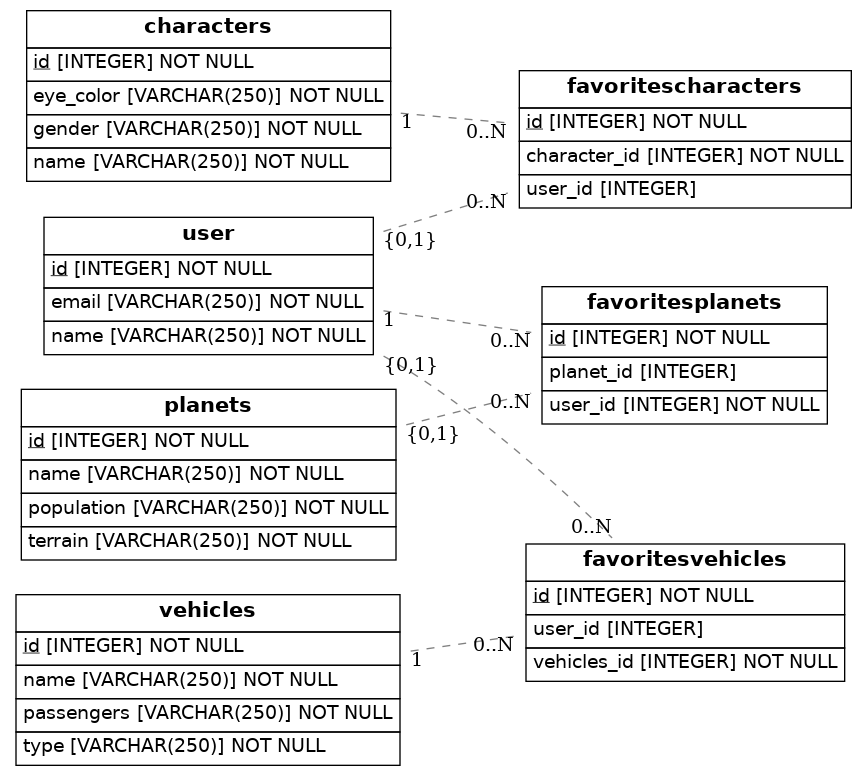 characters
id [INTEGER] NOT NULL
eye_color [VARCHAR(250)] NOT NULL
gender [VARCHAR(250)] NOT NULL
name [VARCHAR(250)] NOT NULL
favoritescharacters
id [INTEGER] NOT NULL
character_id [INTEGER] NOT NULL
user_id [INTEGER]
1
0..N
0..N
{0,1}
user
id [INTEGER] NOT NULL
email [VARCHAR(250)] NOT NULL
name [VARCHAR(250)] NOT NULL
favoritesplanets
id [INTEGER] NOT NULL
planet_id [INTEGER]
user_id [INTEGER] NOT NULL
1
0..N
{0,1}
0..N
{0,1}
planets
id [INTEGER] NOT NULL
name [VARCHAR(250)] NOT NULL
population [VARCHAR(250)] NOT NULL
terrain [VARCHAR(250)] NOT NULL
0..N
favoritesvehicles
id [INTEGER] NOT NULL
user_id [INTEGER]
vehicles_id [INTEGER] NOT NULL
vehicles
id [INTEGER] NOT NULL
name [VARCHAR(250)] NOT NULL
passengers [VARCHAR(250)] NOT NULL
type [VARCHAR(250)] NOT NULL
1
0..N